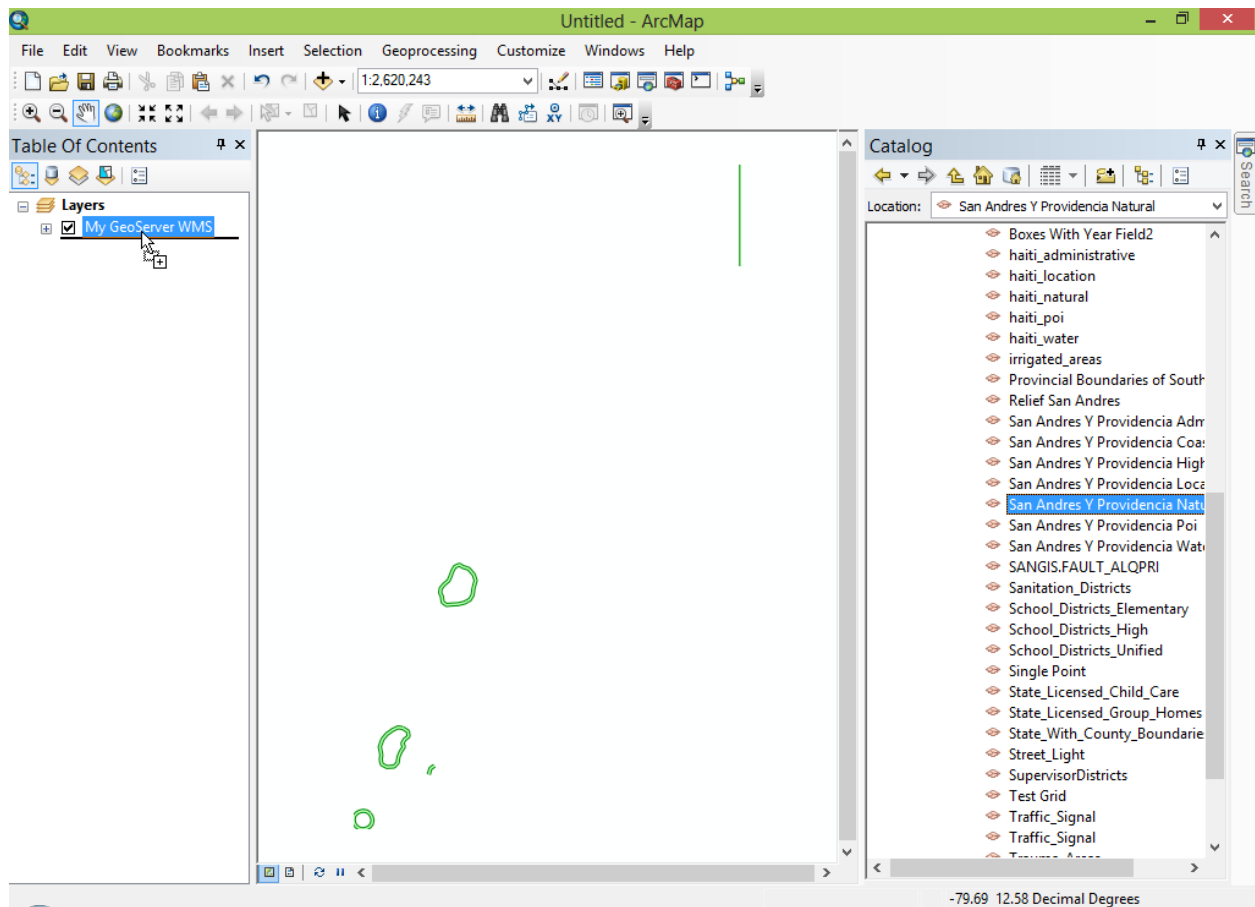 Untitled - ArcMap
File Edit View Bookmarks Insert Selection Geoprocessing Customize Windows Help
1:2,620,243
Table Of Contents
Layers
My GeoServer WMS
Catalog
Location: San Andres Y Providencia Natural
Boxes With Year Field2
haiti_administrative
haiti_location
haiti_natural
haiti_poi
haiti_water
irrigated_areas
Provincial Boundaries of South
Relief San Andres
San Andres Y Providencia Adm
San Andres Y Providencia Coas
San Andres Y Providencia High
San Andres Y Providencia Loca
San Andres Y Providencia Natu
San Andres Y Providencia Poi
San Andres Y Providencia Wate
SANGIS.FAULT_ALQPRI
Sanitation_Districts
School_Districts_Elementary
School_Districts_High
School_Districts_Unified
Single Point
State_Licensed_Child_Care
State_Licensed_Group_Homes
State_With_County_Boundarie
Street_Light
SupervisorDistricts
Test Grid
Traffic_Signal
Traffic_Signal
Search
-79.69 12.58 Decimal Degrees